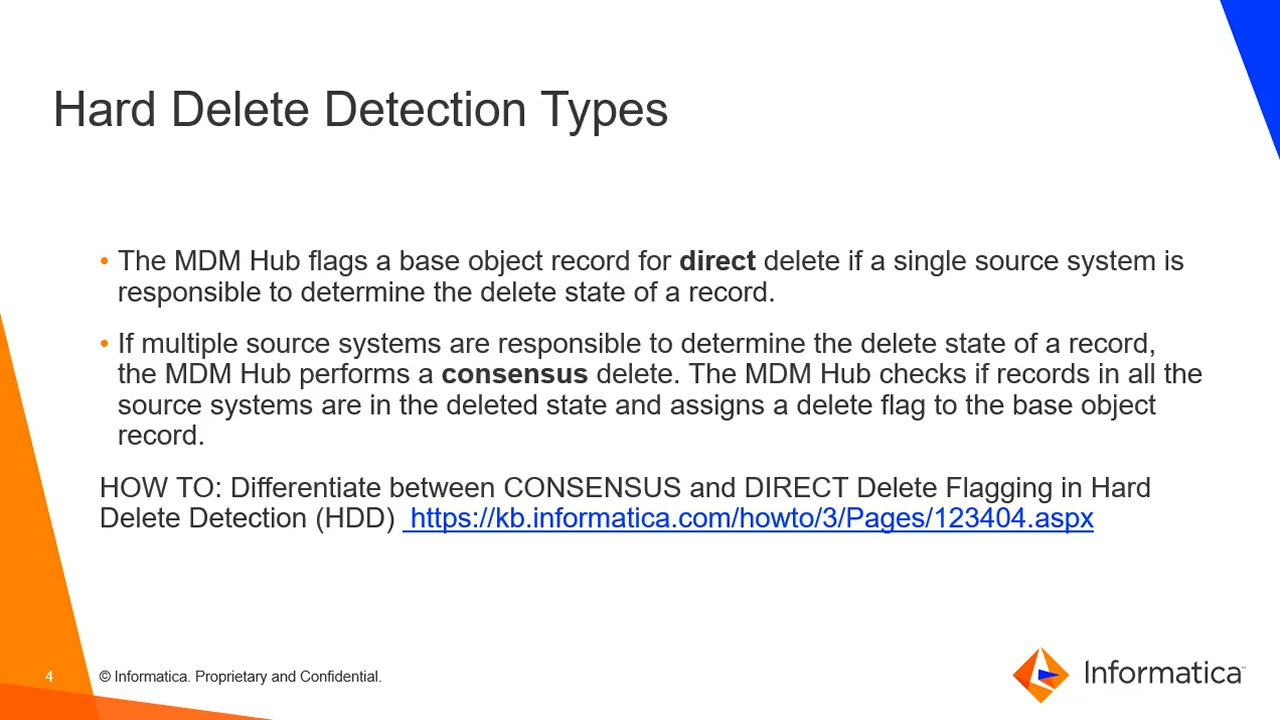 Hard Delete Detection Types
• The MDM Hub flags a base object record for direct delete if a single source system is
responsible to determine the delete state of a record.
• If multiple source systems are responsible to determine the delete state of a record,
the MDM Hub performs a consensus delete. The MDM Hub checks if records in all the
source systems are in the deleted state and assigns a delete flag to the base object
record.
HOW TO: Differentiate between CONSENSUS and DIRECT Delete Flagging in Hard
Delete Detection (HDD) https://kb.informatica.com/howto/3/Pages/123404.aspx
4 © Informatica. Proprietary and Confidential.
Informatica™